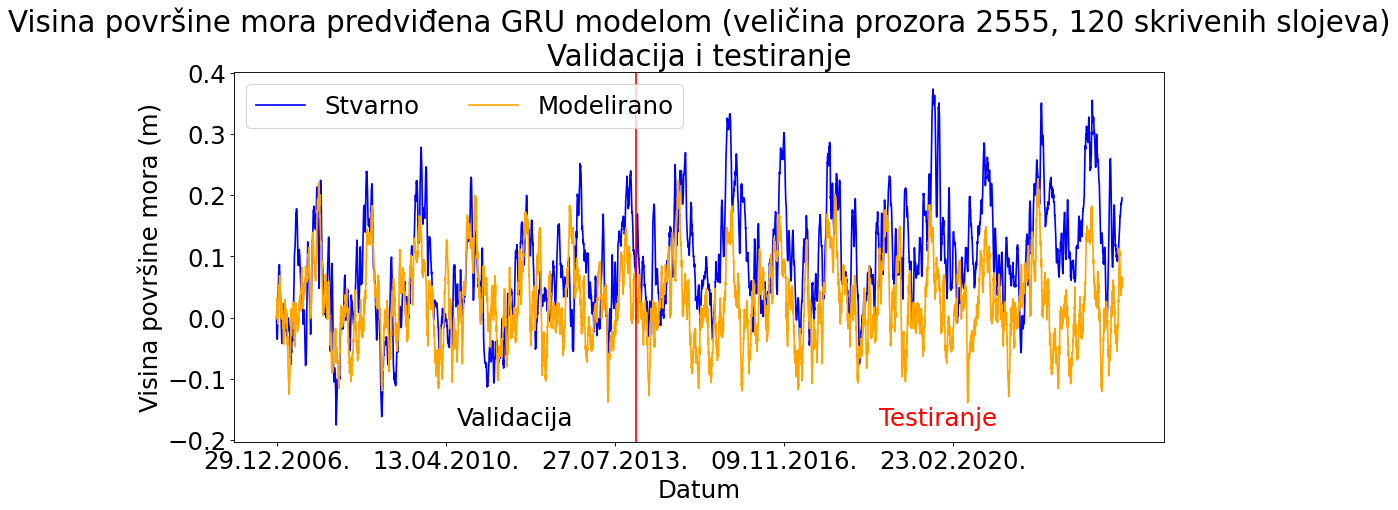 Visina površine mora predviđena GRU modelom (veličina prozora 2555, 120 skrivenih slojeva)
Validacija i testiranje
Stvarno
Modelirano
Visina površine mora (m)
0.4
0.3
0.2
0.1
0.0
−0.1
−0.2
Validacija
Testiranje
29.12.2006.
13.04.2010.
27.07.2013.
09.11.2016.
23.02.2020.
Datum